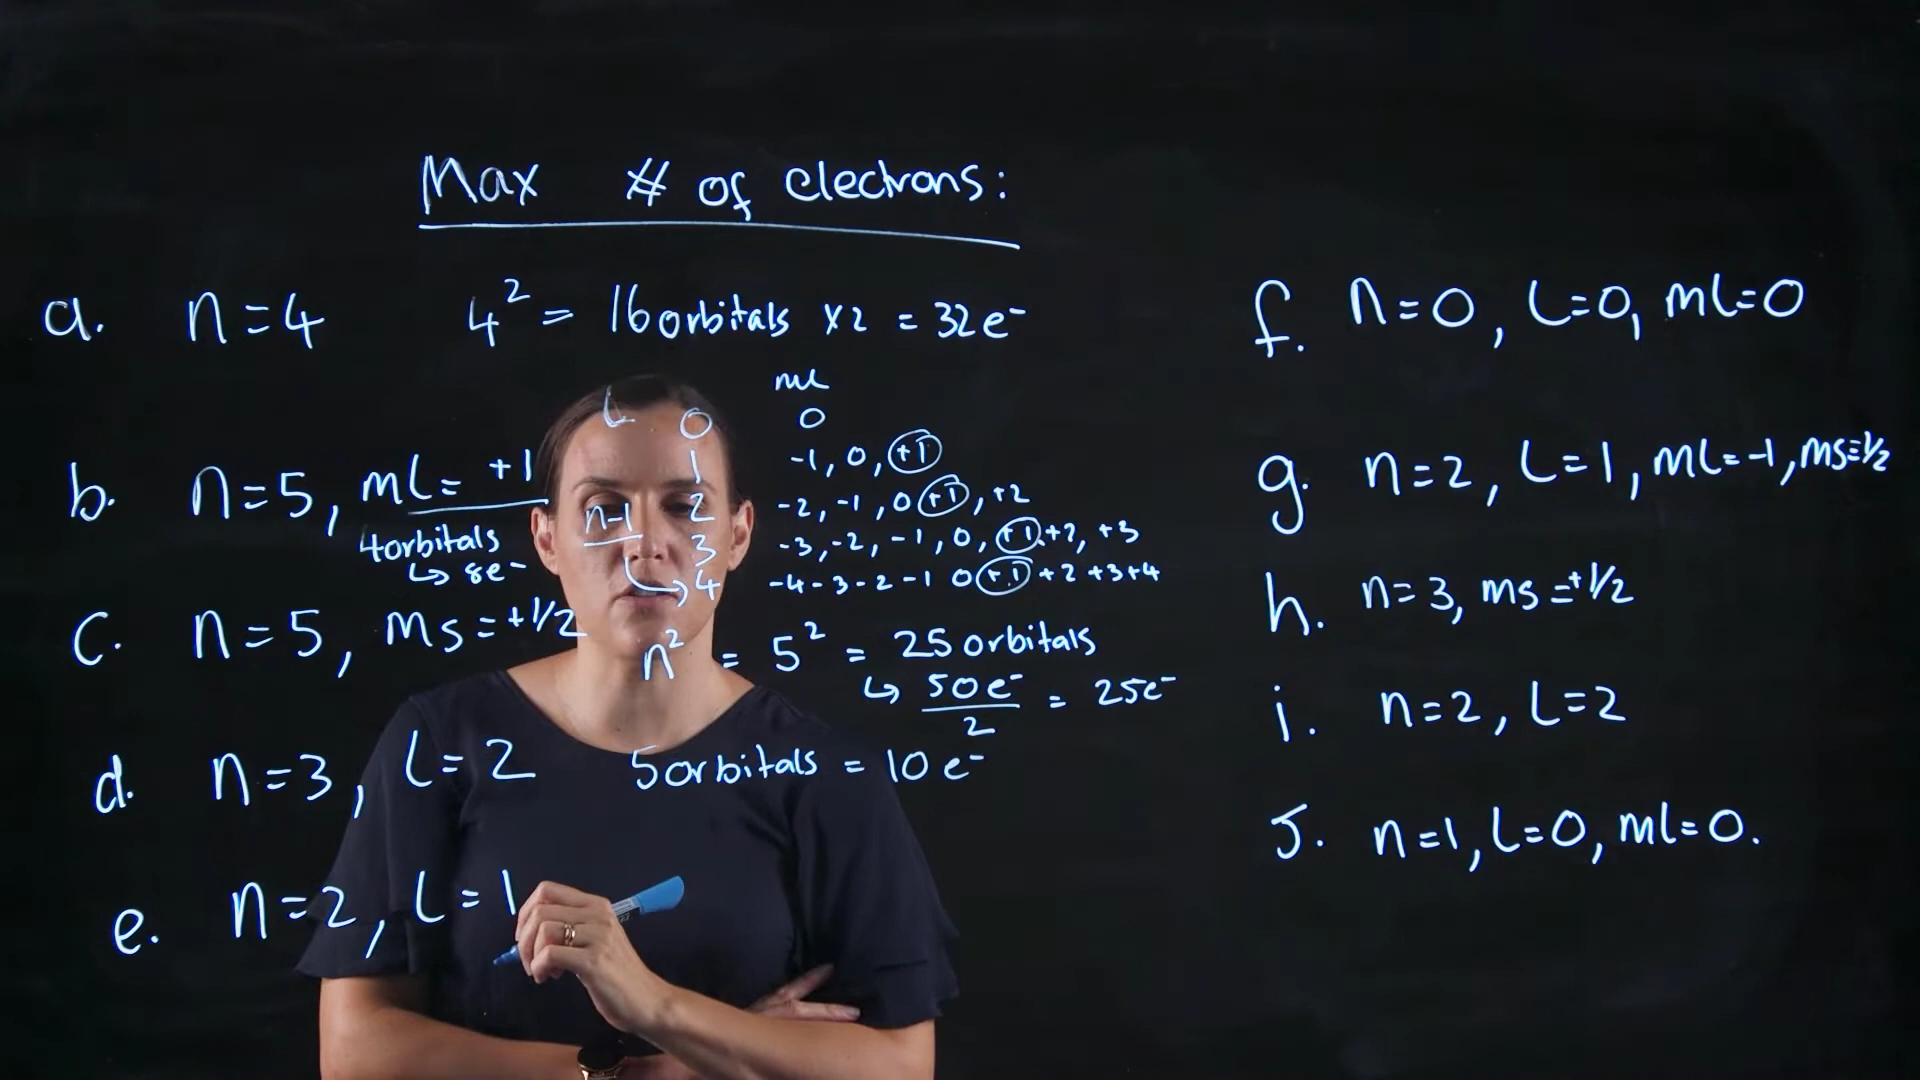 Max # of electrons:
a. n=4 4² = 16 orbitals x2 = 32e⁻
b. n=5, ml= +1
4 orbitals
↳ 8e⁻
L ml
0 0
1 -1, 0, +1
n-1 2 -2, -1, 0 +1, +2
3 -3, -2, -1, 0, +1, +2, +3
4 -4 -3 -2 -1 0 +1 +2 +3 +4
c. n=5, ms=+1/2 n² = 5² = 25 orbitals
↳ 50e⁻/2 = 25e⁻
d. n=3, l=2 5 orbitals = 10e⁻
e. n=2, l=1
f. n=0, l=0, ml=0
g. n=2, l=1, ml=-1, ms=1/2
h. n=3, ms=+1/2
i. n=2, l=2
J. n=1, l=0, ml=0.